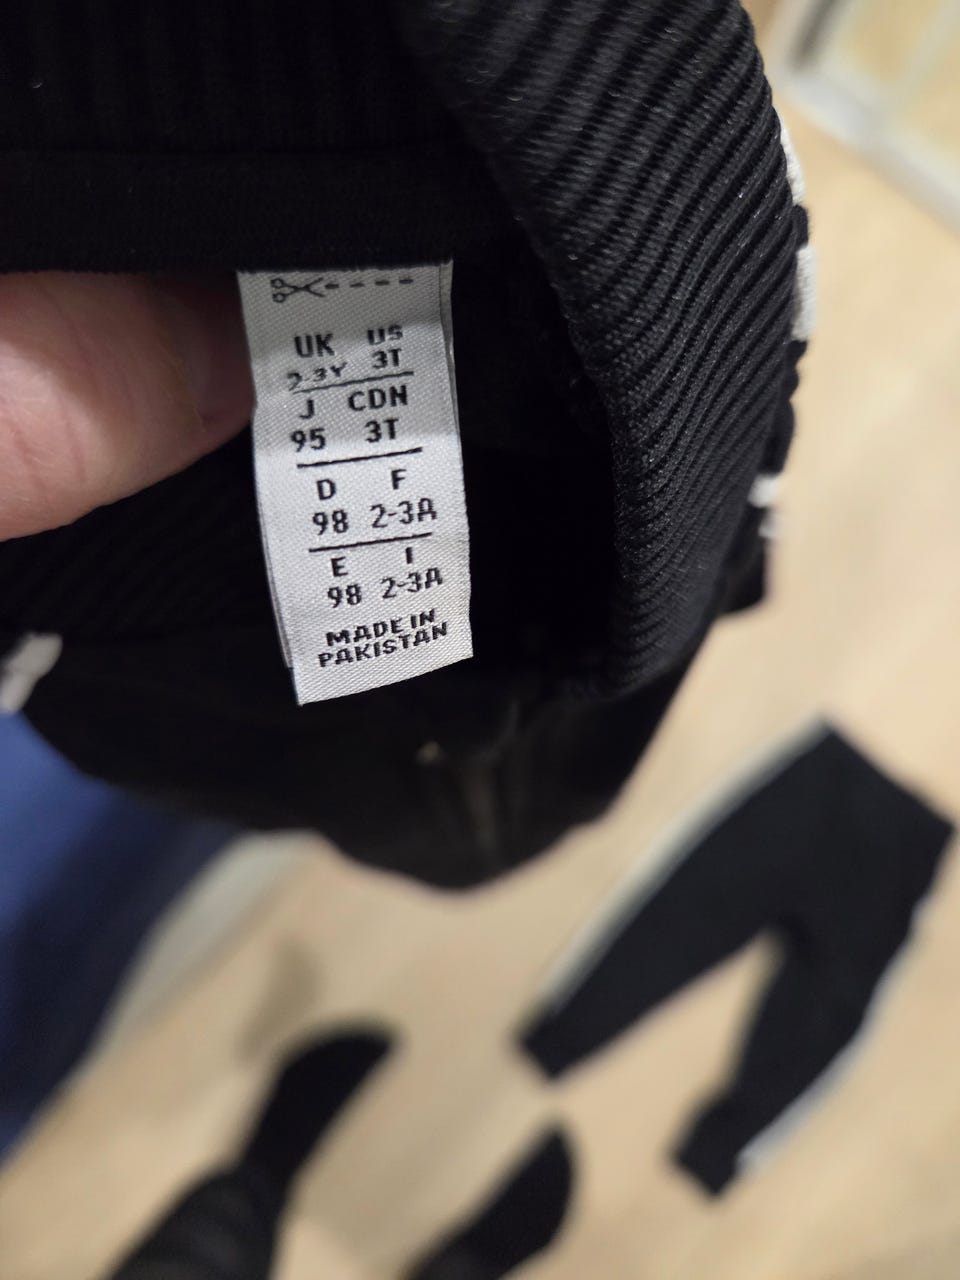 UK US
2-3Y 3T
J CDN
95 3T
D F
98 2-3A
E I
98 2-3A
MADE IN
PAKISTAN